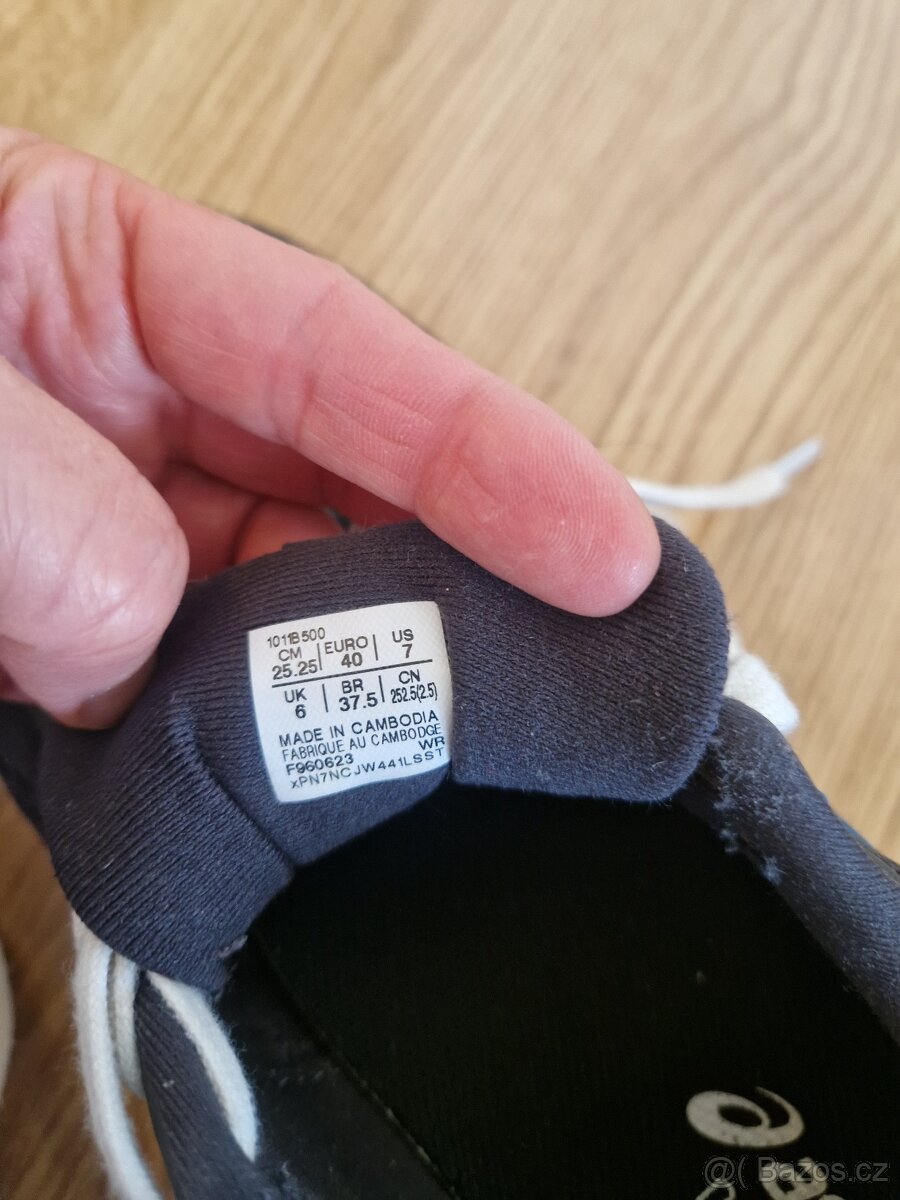 1011B500
CM EURO US
25.25 40 7
UK BR CN
6 37.5 252.5(2.5)
MADE IN CAMBODIA
FABRIQUE AU CAMBODGE
F960623 WR
xPN7NCJW441LSST
@( Bazos.cz